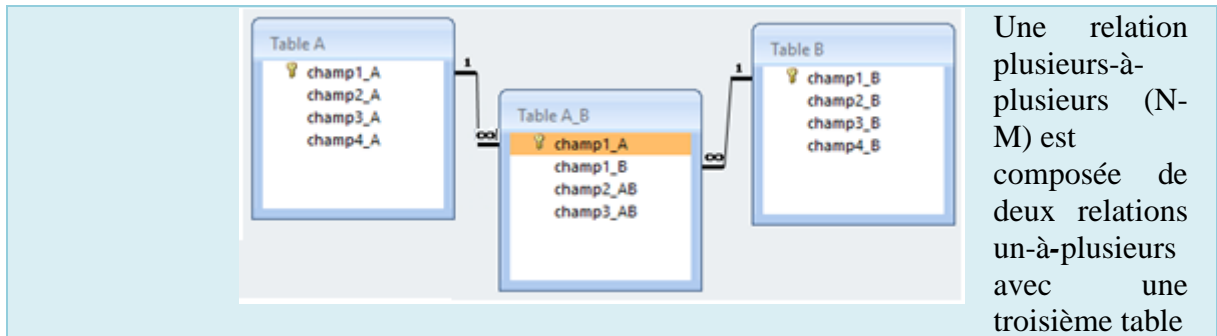 Table A
champ1_A
champ2_A
champ3_A
champ4_A
1
∞
Table A_B
champ1_A
champ1_B
champ2_AB
champ3_AB
∞
1
Table B
champ1_B
champ2_B
champ3_B
champ4_B
Une relation
plusieurs-à-
plusieurs (N-
M) est
composée de
deux relations
un-à-plusieurs
avec une
troisième table